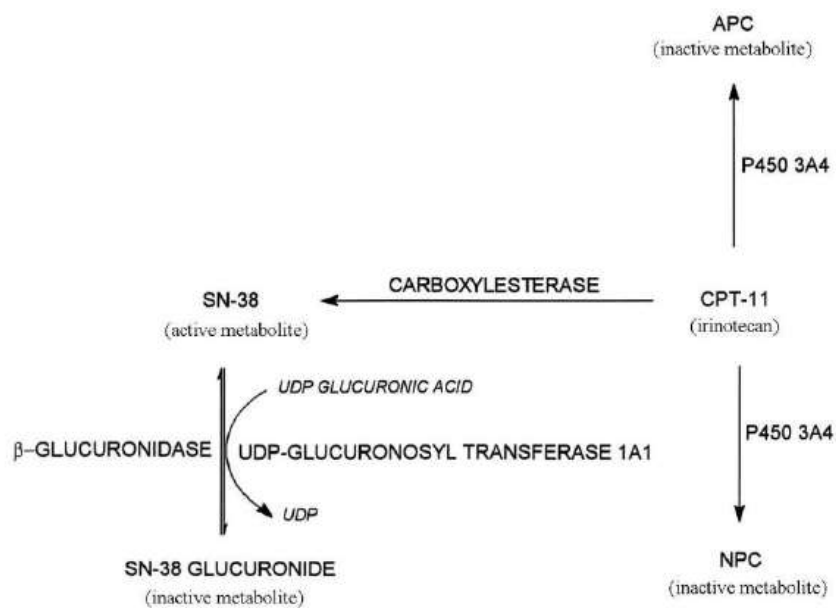 APC
(inactive metabolite)
P450 3A4
CARBOXYLESTERASE
SN-38
(active metabolite)
CPT-11
(irinotecan)
UDP GLUCURONIC ACID
β–GLUCURONIDASE
UDP-GLUCURONOSYL TRANSFERASE 1A1
P450 3A4
UDP
SN-38 GLUCURONIDE
(inactive metabolite)
NPC
(inactive metabolite)